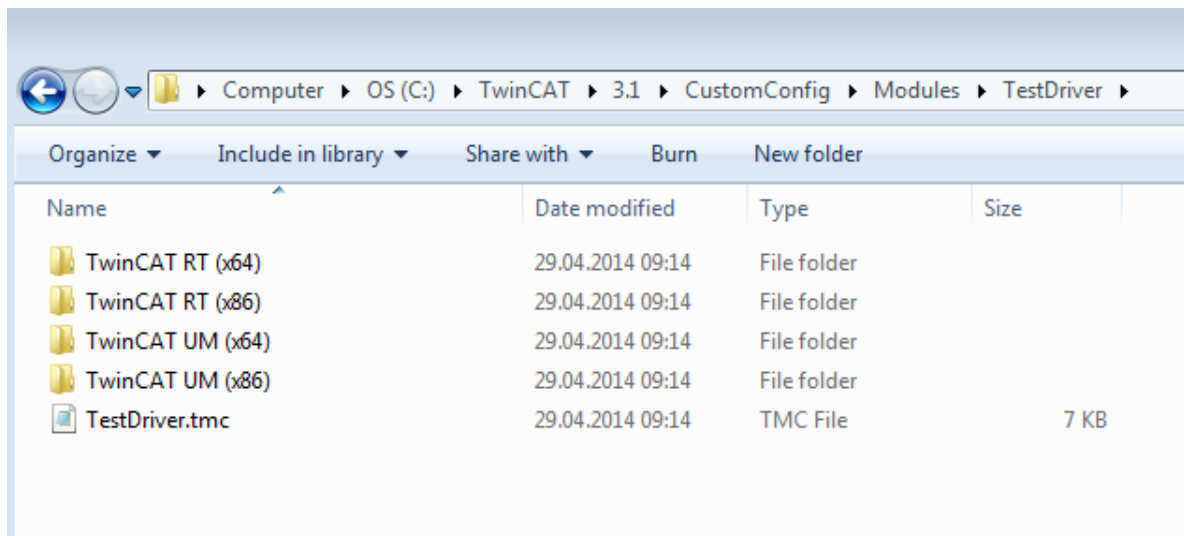 Computer OS (C:) TwinCAT 3.1 CustomConfig Modules TestDriver
Organize Include in library Share with Burn New folder
Name Date modified Type Size
TwinCAT RT (x64) 29.04.2014 09:14 File folder
TwinCAT RT (x86) 29.04.2014 09:14 File folder
TwinCAT UM (x64) 29.04.2014 09:14 File folder
TwinCAT UM (x86) 29.04.2014 09:14 File folder
TestDriver.tmc 29.04.2014 09:14 TMC File 7 KB